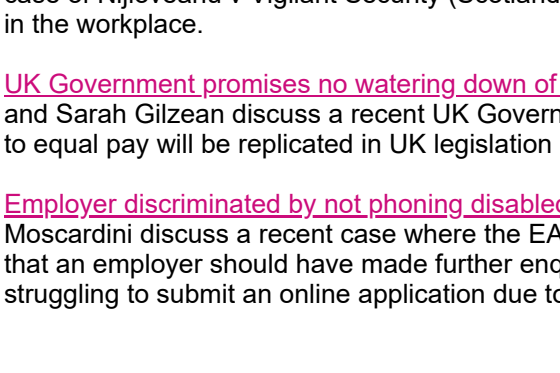 case of Nijloveanu v Vigilant Security (Scotland
in the workplace.
UK Government promises no watering down of
and Sarah Gilzean discuss a recent UK Govern
to equal pay will be replicated in UK legislation
Employer discriminated by not phoning disabled
Moscardini discuss a recent case where the EA
that an employer should have made further enq
struggling to submit an online application due to